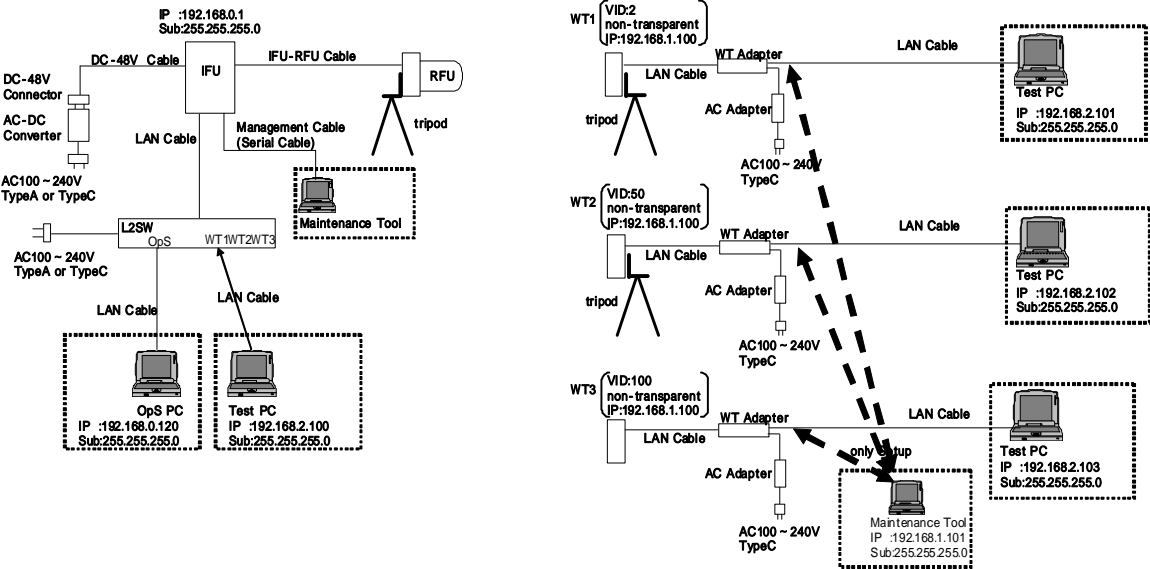 IP :192.168.0.1
Sub:255.255.255.0
DC-48V Cable
IFU
IFU-RFU Cable
RFU
DC-48V
Connector
AC-DC
Converter
LAN Cable
Management Cable
(Serial Cable)
tripod
AC100 ~ 240V
TypeA or TypeC
Maintenance Tool
L2SW
OpS
WT1WT2WT3
AC100 ~ 240V
TypeA or TypeC
LAN Cable
LAN Cable
OpS PC
IP :192.168.0.120
Sub:255.255.255.0
Test PC
IP :192.168.2.100
Sub:255.255.255.0
WT1
VID:2
non-transparent
IP:192.168.1.100
WT Adapter
LAN Cable
LAN Cable
AC Adapter
tripod
AC100 ~ 240V
TypeC
Test PC
IP :192.168.2.101
Sub:255.255.255.0
WT2
VID:50
non-transparent
IP:192.168.1.100
WT Adapter
LAN Cable
LAN Cable
AC Adapter
tripod
AC100 ~ 240V
TypeC
Test PC
IP :192.168.2.102
Sub:255.255.255.0
WT3
VID:100
non-transparent
IP:192.168.1.100
WT Adapter
LAN Cable
LAN Cable
only Setup
AC Adapter
AC100 ~ 240V
TypeC
Test PC
IP :192.168.2.103
Sub:255.255.255.0
Maintenance Tool
IP :192.168.1.101
Sub:255.255.255.0